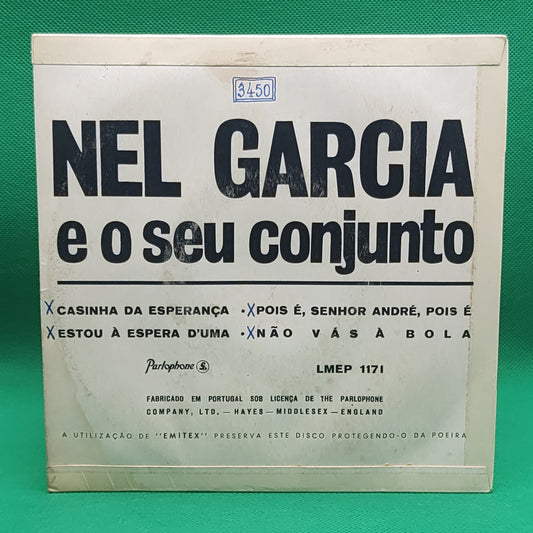 3450
NEL GARCIA
e o seu conjunto
X CASINHA DA ESPERANÇA • X POIS É, SENHOR ANDRÉ, POIS É
X ESTOU À ESPERA D'UMA • X NÃO VÁS À BOLA
Parlophone LMEP 1171
FABRICADO EM PORTUGAL SOB LICENÇA DE THE PARLOPHONE
COMPANY, LTD. — HAYES — MIDDLESEX — ENGLAND
A UTILIZAÇÃO DE "EMITEX" PRESERVA ESTE DISCO PROTEGENDO-O DA POEIRA